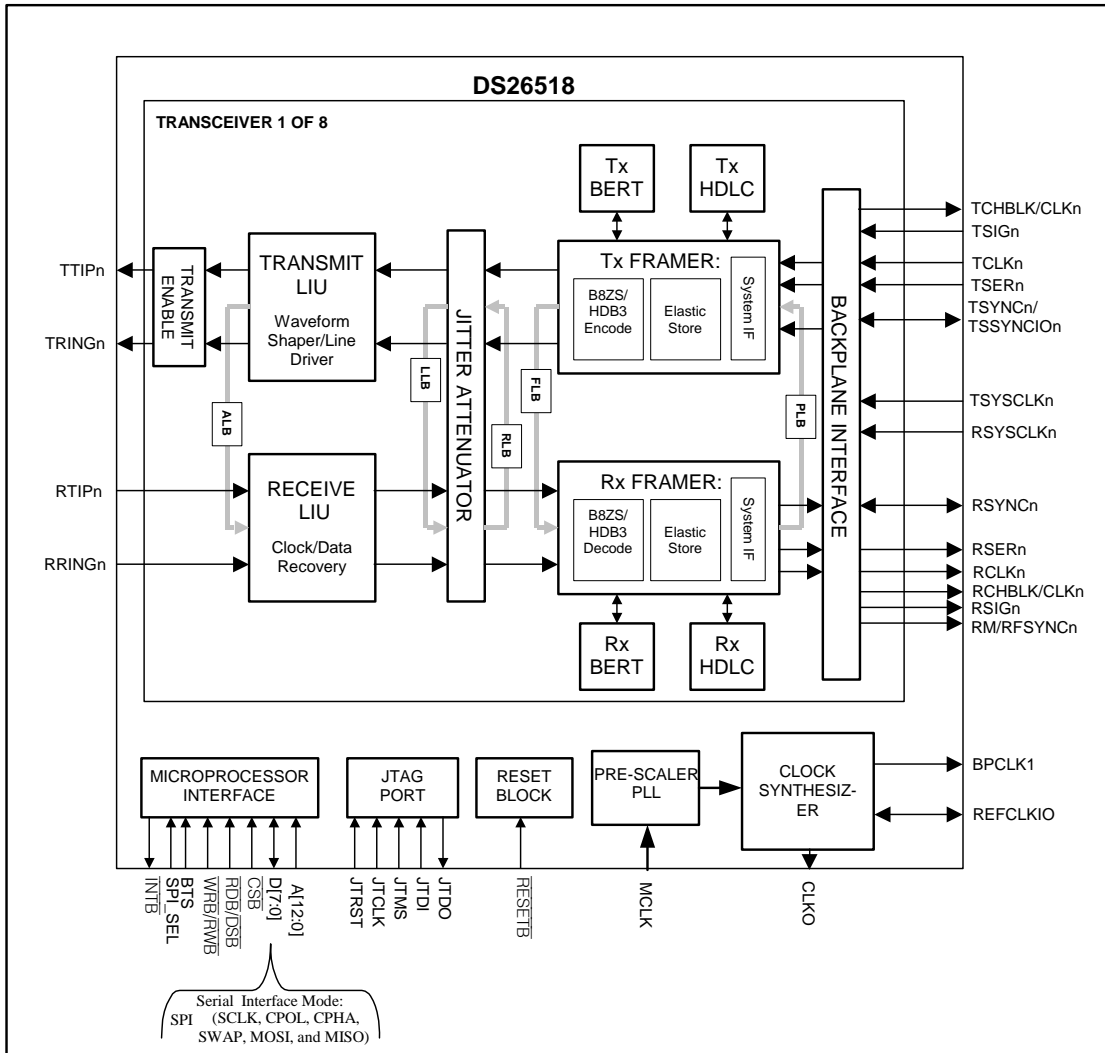 DS26518
TRANSCEIVER 1 OF 8
Tx
BERT
Tx
HDLC
TTIPn
TRINGn
TRANSMIT
ENABLE
TRANSMIT
LIU
Waveform
Shaper/Line
Driver
ALB
LLB
JITTER ATTENUATOR
RLB
FLB
Tx FRAMER:
B8ZS/
HDB3
Encode
Elastic
Store
System IF
PLB
BACKPLANE INTERFACE
TCHBLK/CLKn
TSIGn
TCLKn
TSERn
TSYNCn/
TSSYNCIOn
TSYSCLKn
RSYSCLKn
RTIPn
RRINGn
RECEIVE
LIU
Clock/Data
Recovery
Rx FRAMER:
B8ZS/
HDB3
Decode
Elastic
Store
System IF
RSYNCn
RSERn
RCLKn
RCHBLK/CLKn
RSIGn
RM/RFSYNCn
Rx
BERT
Rx
HDLC
MICROPROCESSOR
INTERFACE
JTAG
PORT
RESET
BLOCK
PRE-SCALER
PLL
CLOCK
SYNTHESIZ-
ER
BPCLK1
REFCLKIO
INTB
SPI_SEL
BTS
WRB/RWB
RDB/DSB
CSB
D[7:0]
A[12:0]
JTRST
JTCLK
JTMS
JTDI
JTDO
RESETB
MCLK
CLKO
Serial Interface Mode:
SPI (SCLK, CPOL, CPHA,
SWAP, MOSI, and MISO)